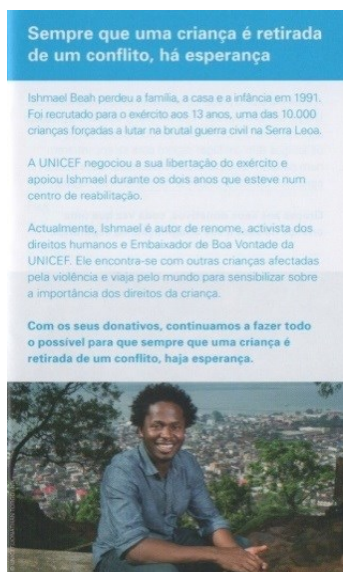 Sempre que uma criança é retirada
de um conflito, há esperança
Ishmael Beah perdeu a família, a casa e a infância em 1991.
Foi recrutado para o exército aos 13 anos, uma das 10.000
crianças forçadas a lutar na brutal guerra civil na Serra Leoa.
A UNICEF negociou a sua libertação do exército e
apoiou Ishmael durante os dois anos que esteve num
centro de reabilitação.
Actualmente, Ishmael é autor de renome, activista dos
direitos humanos e Embaixador de Boa Vontade da
UNICEF. Ele encontra-se com outras crianças afectadas
pela violência e viaja pelo mundo para sensibilizar sobre
a importância dos direitos da criança.
Com os seus donativos, continuamos a fazer todo
o possível para que sempre que uma criança é
retirada de um conflito, haja esperança.